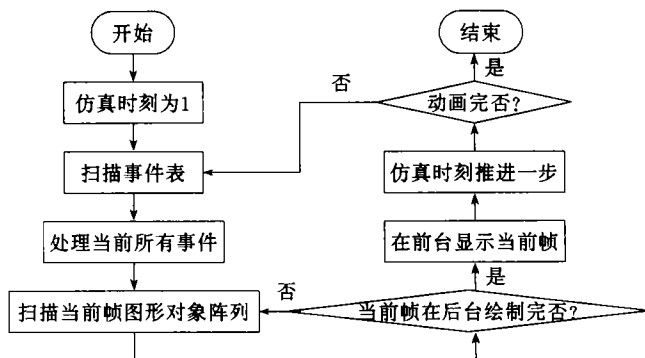 开始
仿真时刻为1
扫描事件表
处理当前所有事件
扫描当前帧图形对象阵列
否
当前帧在后台绘制完否?
是
在前台显示当前帧
仿真时刻推进一步
动画完否?
否
是
结束